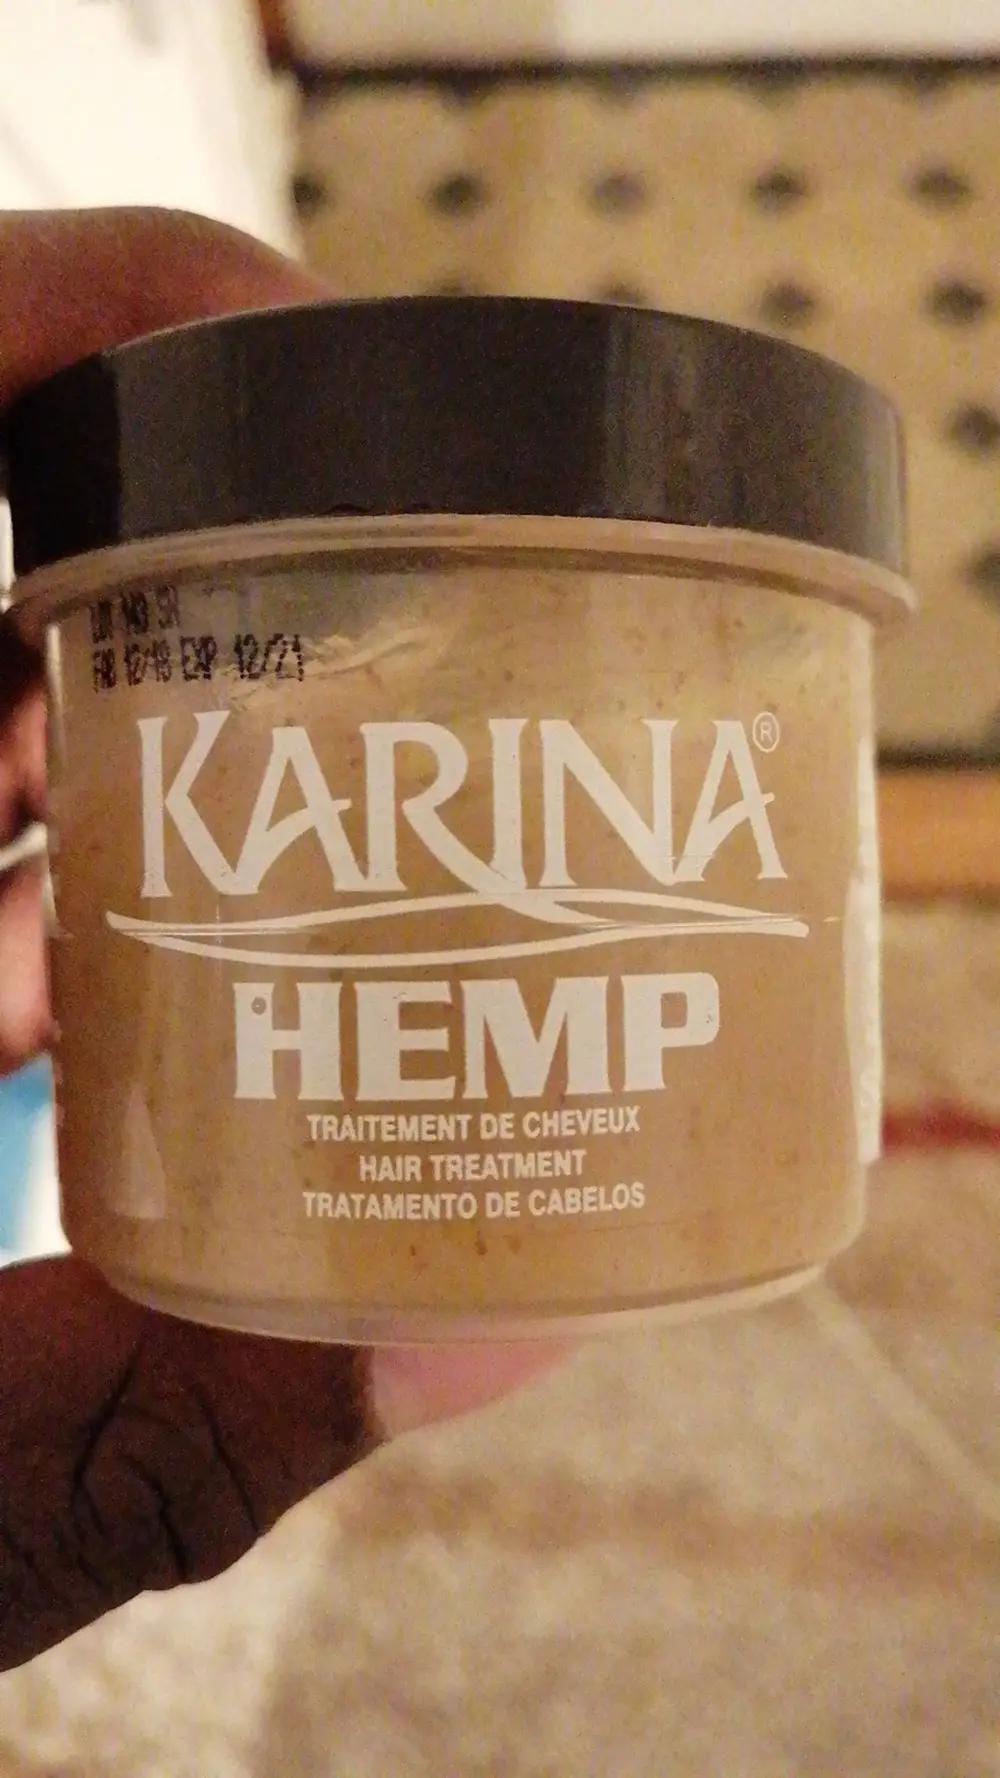 FAB 12/18 EXP 12/21
KARINA®
HEMP
TRAITEMENT DE CHEVEUX
HAIR TREATMENT
TRATAMENTO DE CABELOS